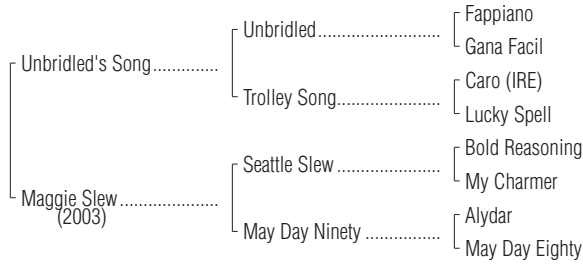 Fappiano
Unbridled
Gana Facil
Unbridled's Song
Caro (IRE)
Trolley Song
Lucky Spell
Bold Reasoning
Seattle Slew
My Charmer
Maggie Slew
(2003)
Alydar
May Day Ninety
May Day Eighty